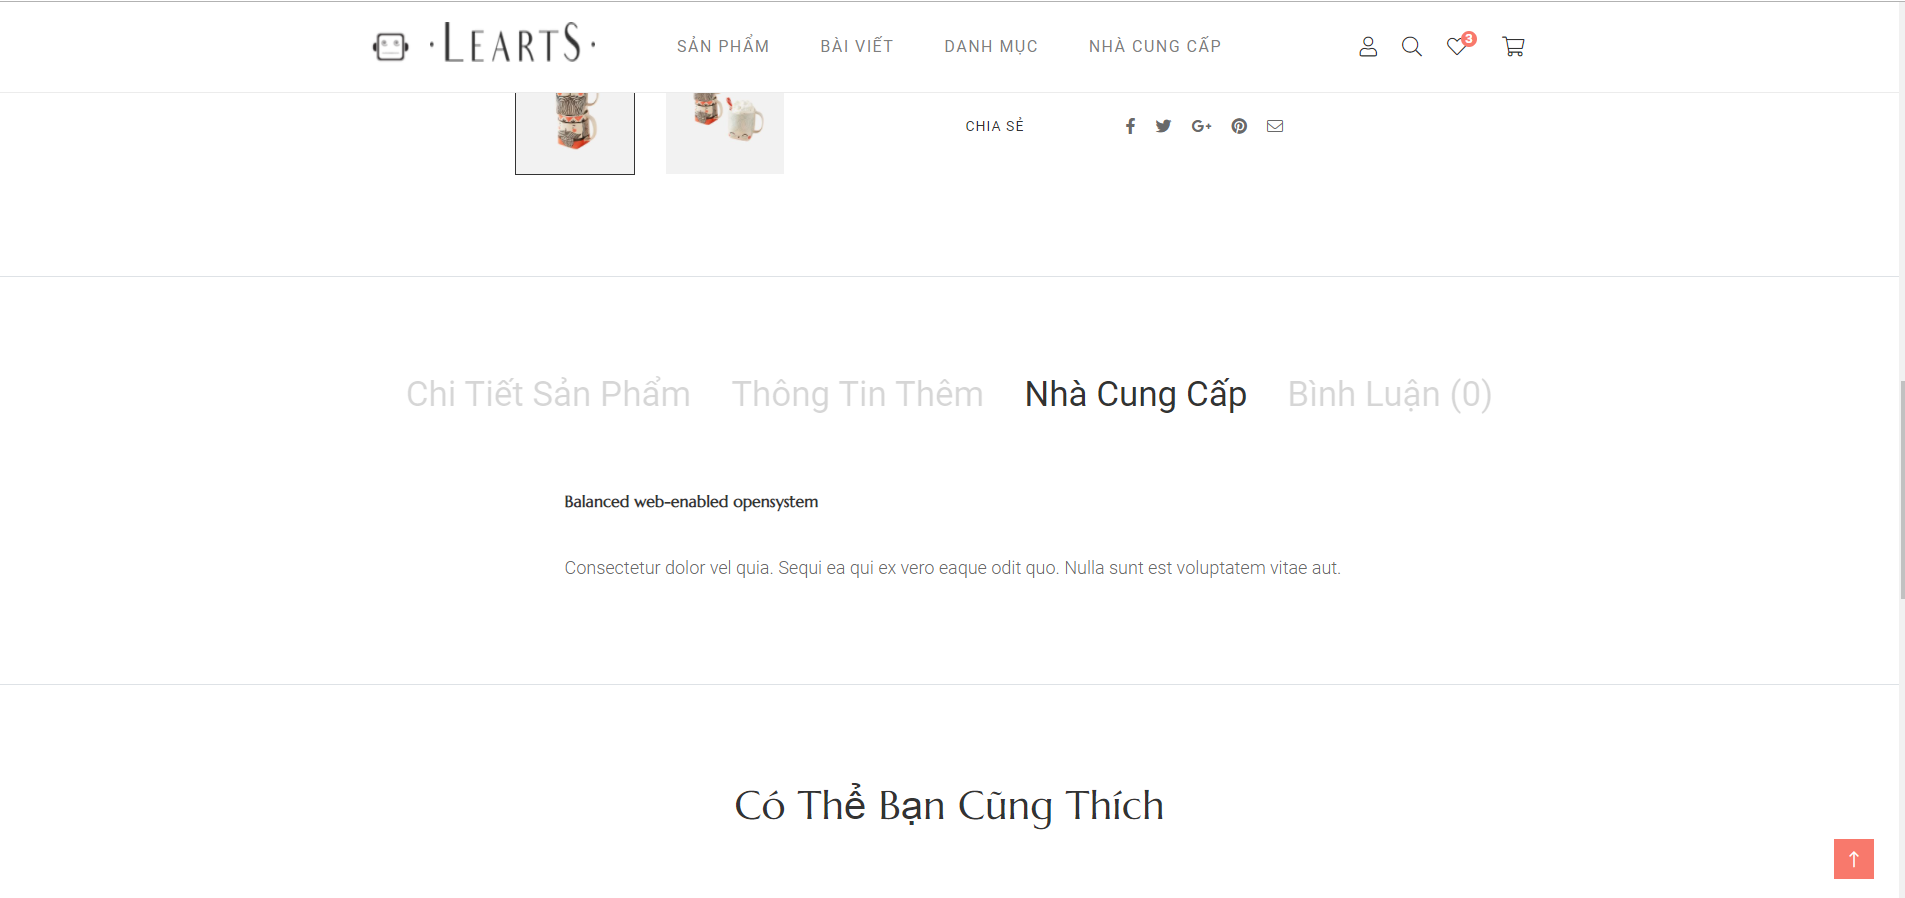 ·LEARTS·
SẢN PHẨM BÀI VIẾT DANH MỤC NHÀ CUNG CẤP
3
CHIA SẺ
G+
Chi Tiết Sản Phẩm Thông Tin Thêm Nhà Cung Cấp Bình Luận (0)
Balanced web-enabled opensystem
Consectetur dolor vel quia. Sequi ea qui ex vero eaque odit quo. Nulla sunt est voluptatem vitae aut.
Có Thể Bạn Cũng Thích